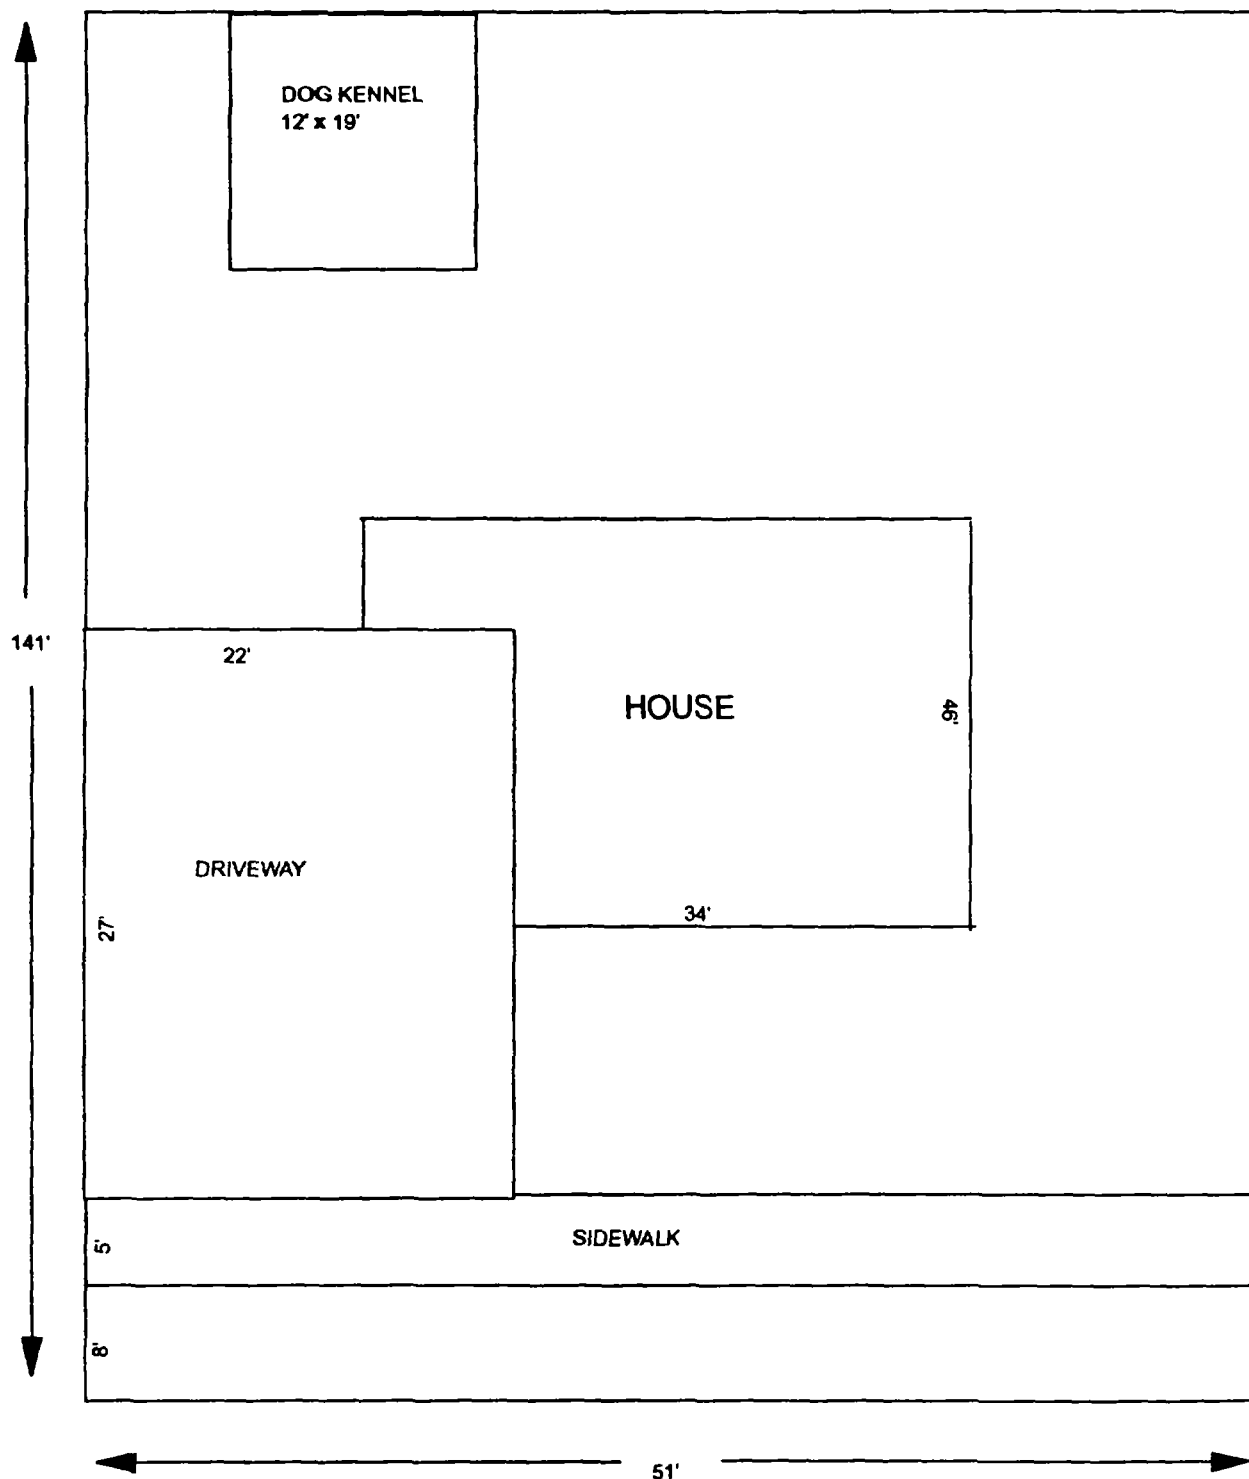 DOG KENNEL
12' x 19'
141'
22'
HOUSE
46'
DRIVEWAY
34'
27'
SIDEWALK
5'
8'
51'